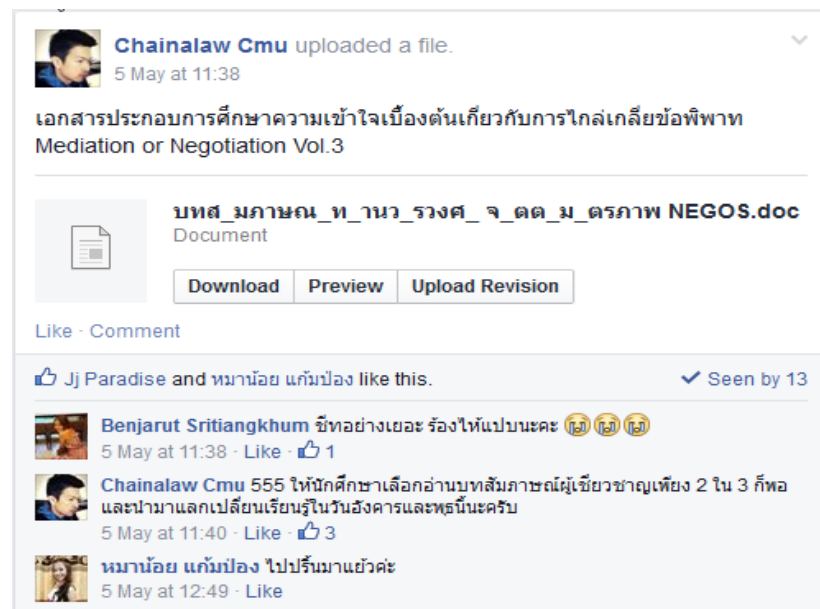 Chainalaw Cmu uploaded a file.
5 May at 11:38
เอกสารประกอบการศึกษาความเข้าใจเบื้องต้นเกี่ยวกับการไกล่เกลี่ยข้อพิพาท
Mediation or Negotiation Vol.3
บทส_มภาษณ_ท_านว_รวงศ_ จ_ตต_ม_ตรภาพ NEGOS.doc
Document
Download Preview Upload Revision
Like · Comment
Jj Paradise and หมาน้อย แก้มป่อง like this. Seen by 13
Benjarut Sritiangkhum ชีทอย่างเยอะ ร้องไห้แปบนะคะ 😭😭😭
5 May at 11:38 · Like · 1
Chainalaw Cmu 555 ให้นักศึกษาเลือกอ่านบทสัมภาษณ์ผู้เชี่ยวชาญเพียง 2 ใน 3 ก็พอ
และนำมาแลกเปลี่ยนเรียนรู้ในวันอังคารและพุธนี้นะครับ
5 May at 11:40 · Like · 3
หมาน้อย แก้มป่อง ไปปริ้นมาแย้วค่ะ
5 May at 12:49 · Like